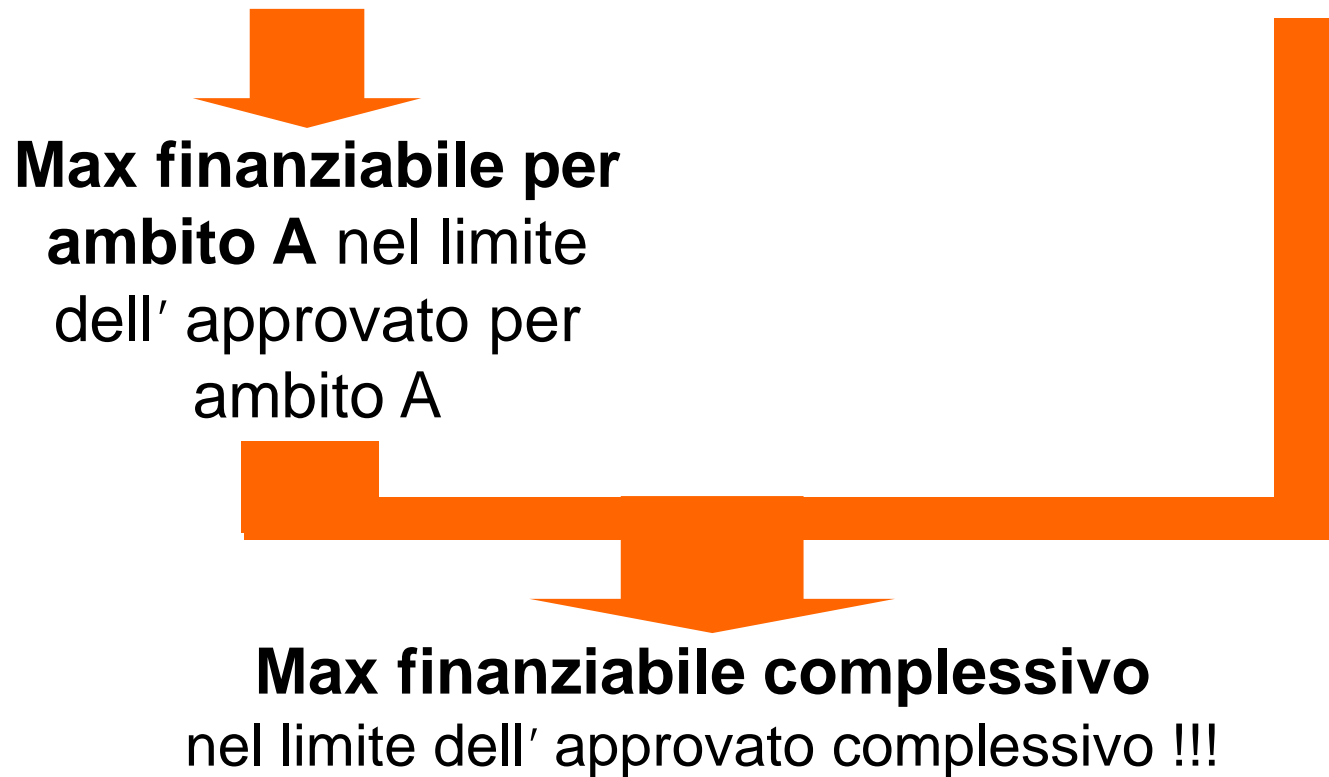 Max finanziabile per
ambito A nel limite
dell′ approvato per
ambito A
Max finanziabile complessivo
nel limite dell′ approvato complessivo !!!